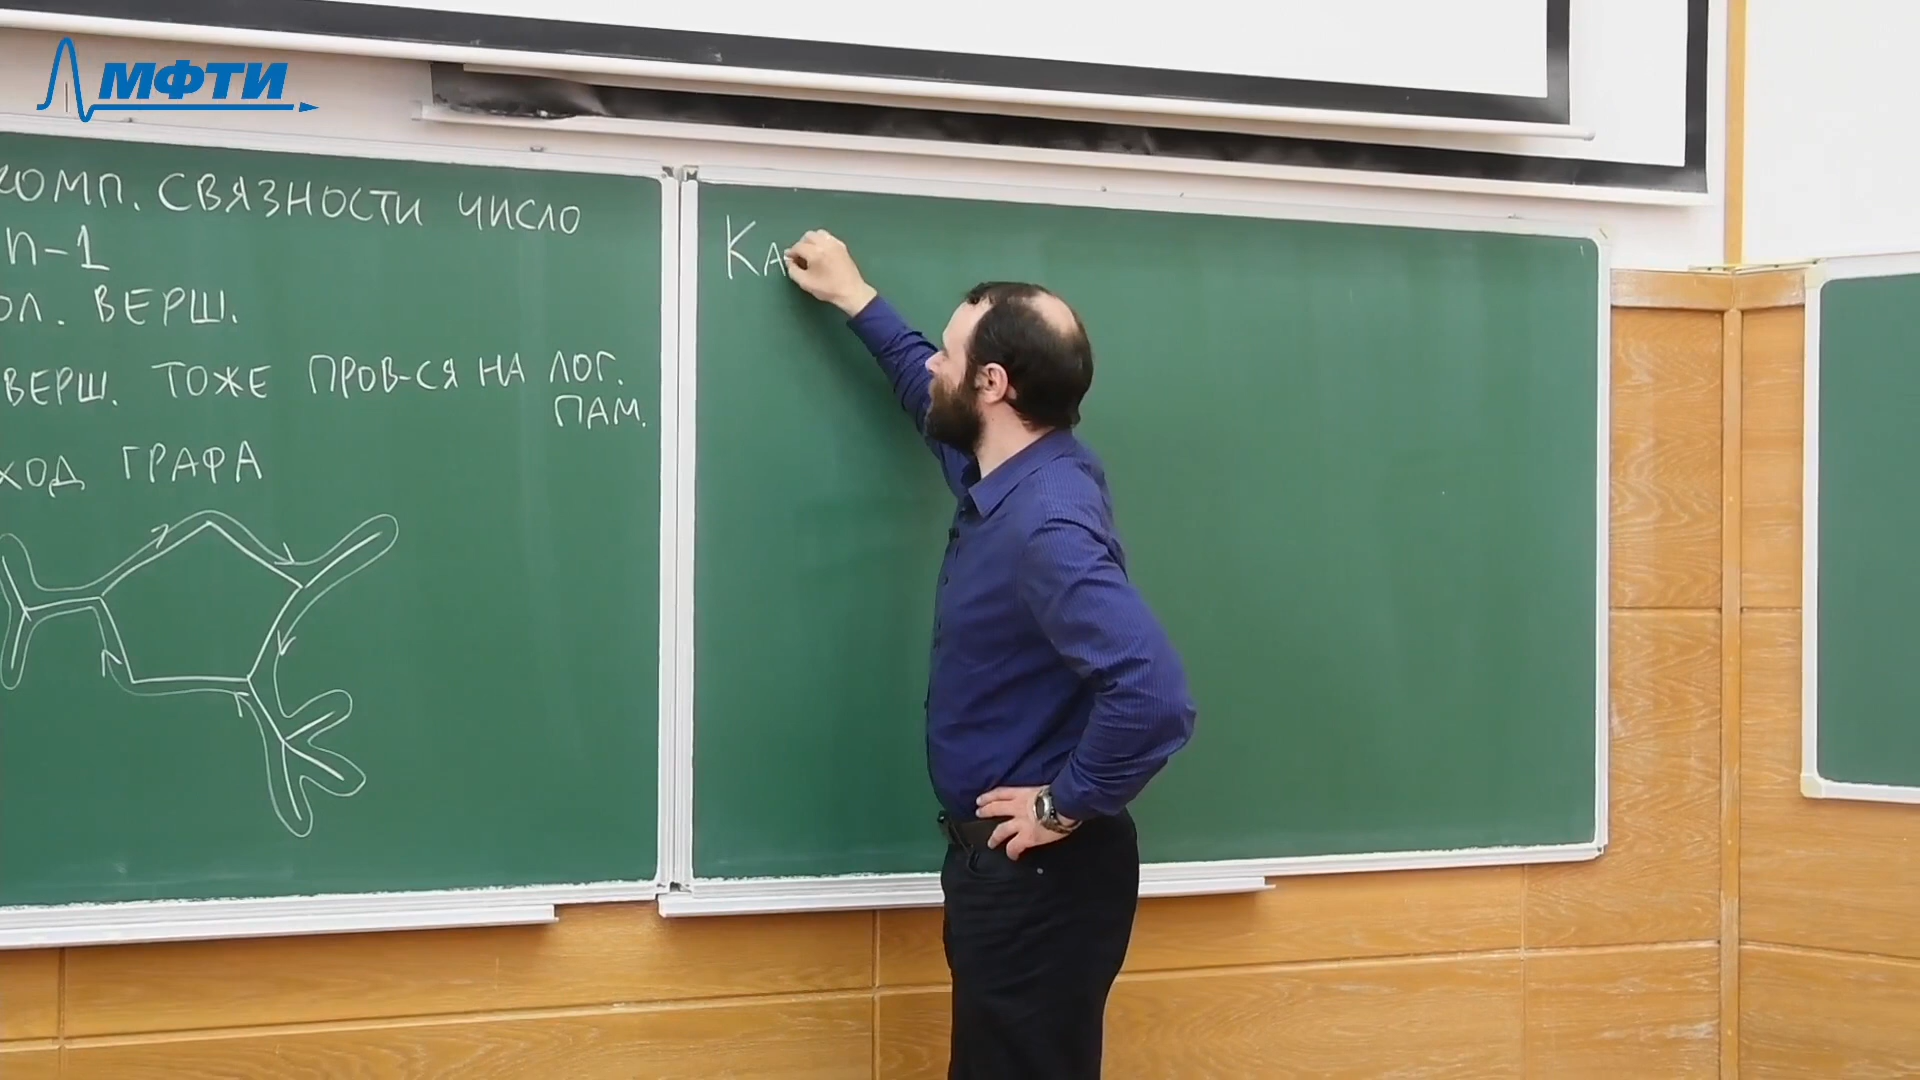 МФТИ
КОМП. СВЯЗНОСТИ ЧИСЛО
n-1
ОЛ. ВЕРШ.
ВЕРШ. ТОЖЕ ПРОВ-СЯ НА ЛОГ.
ПАМ.
ХОД ГРАФА
Ка